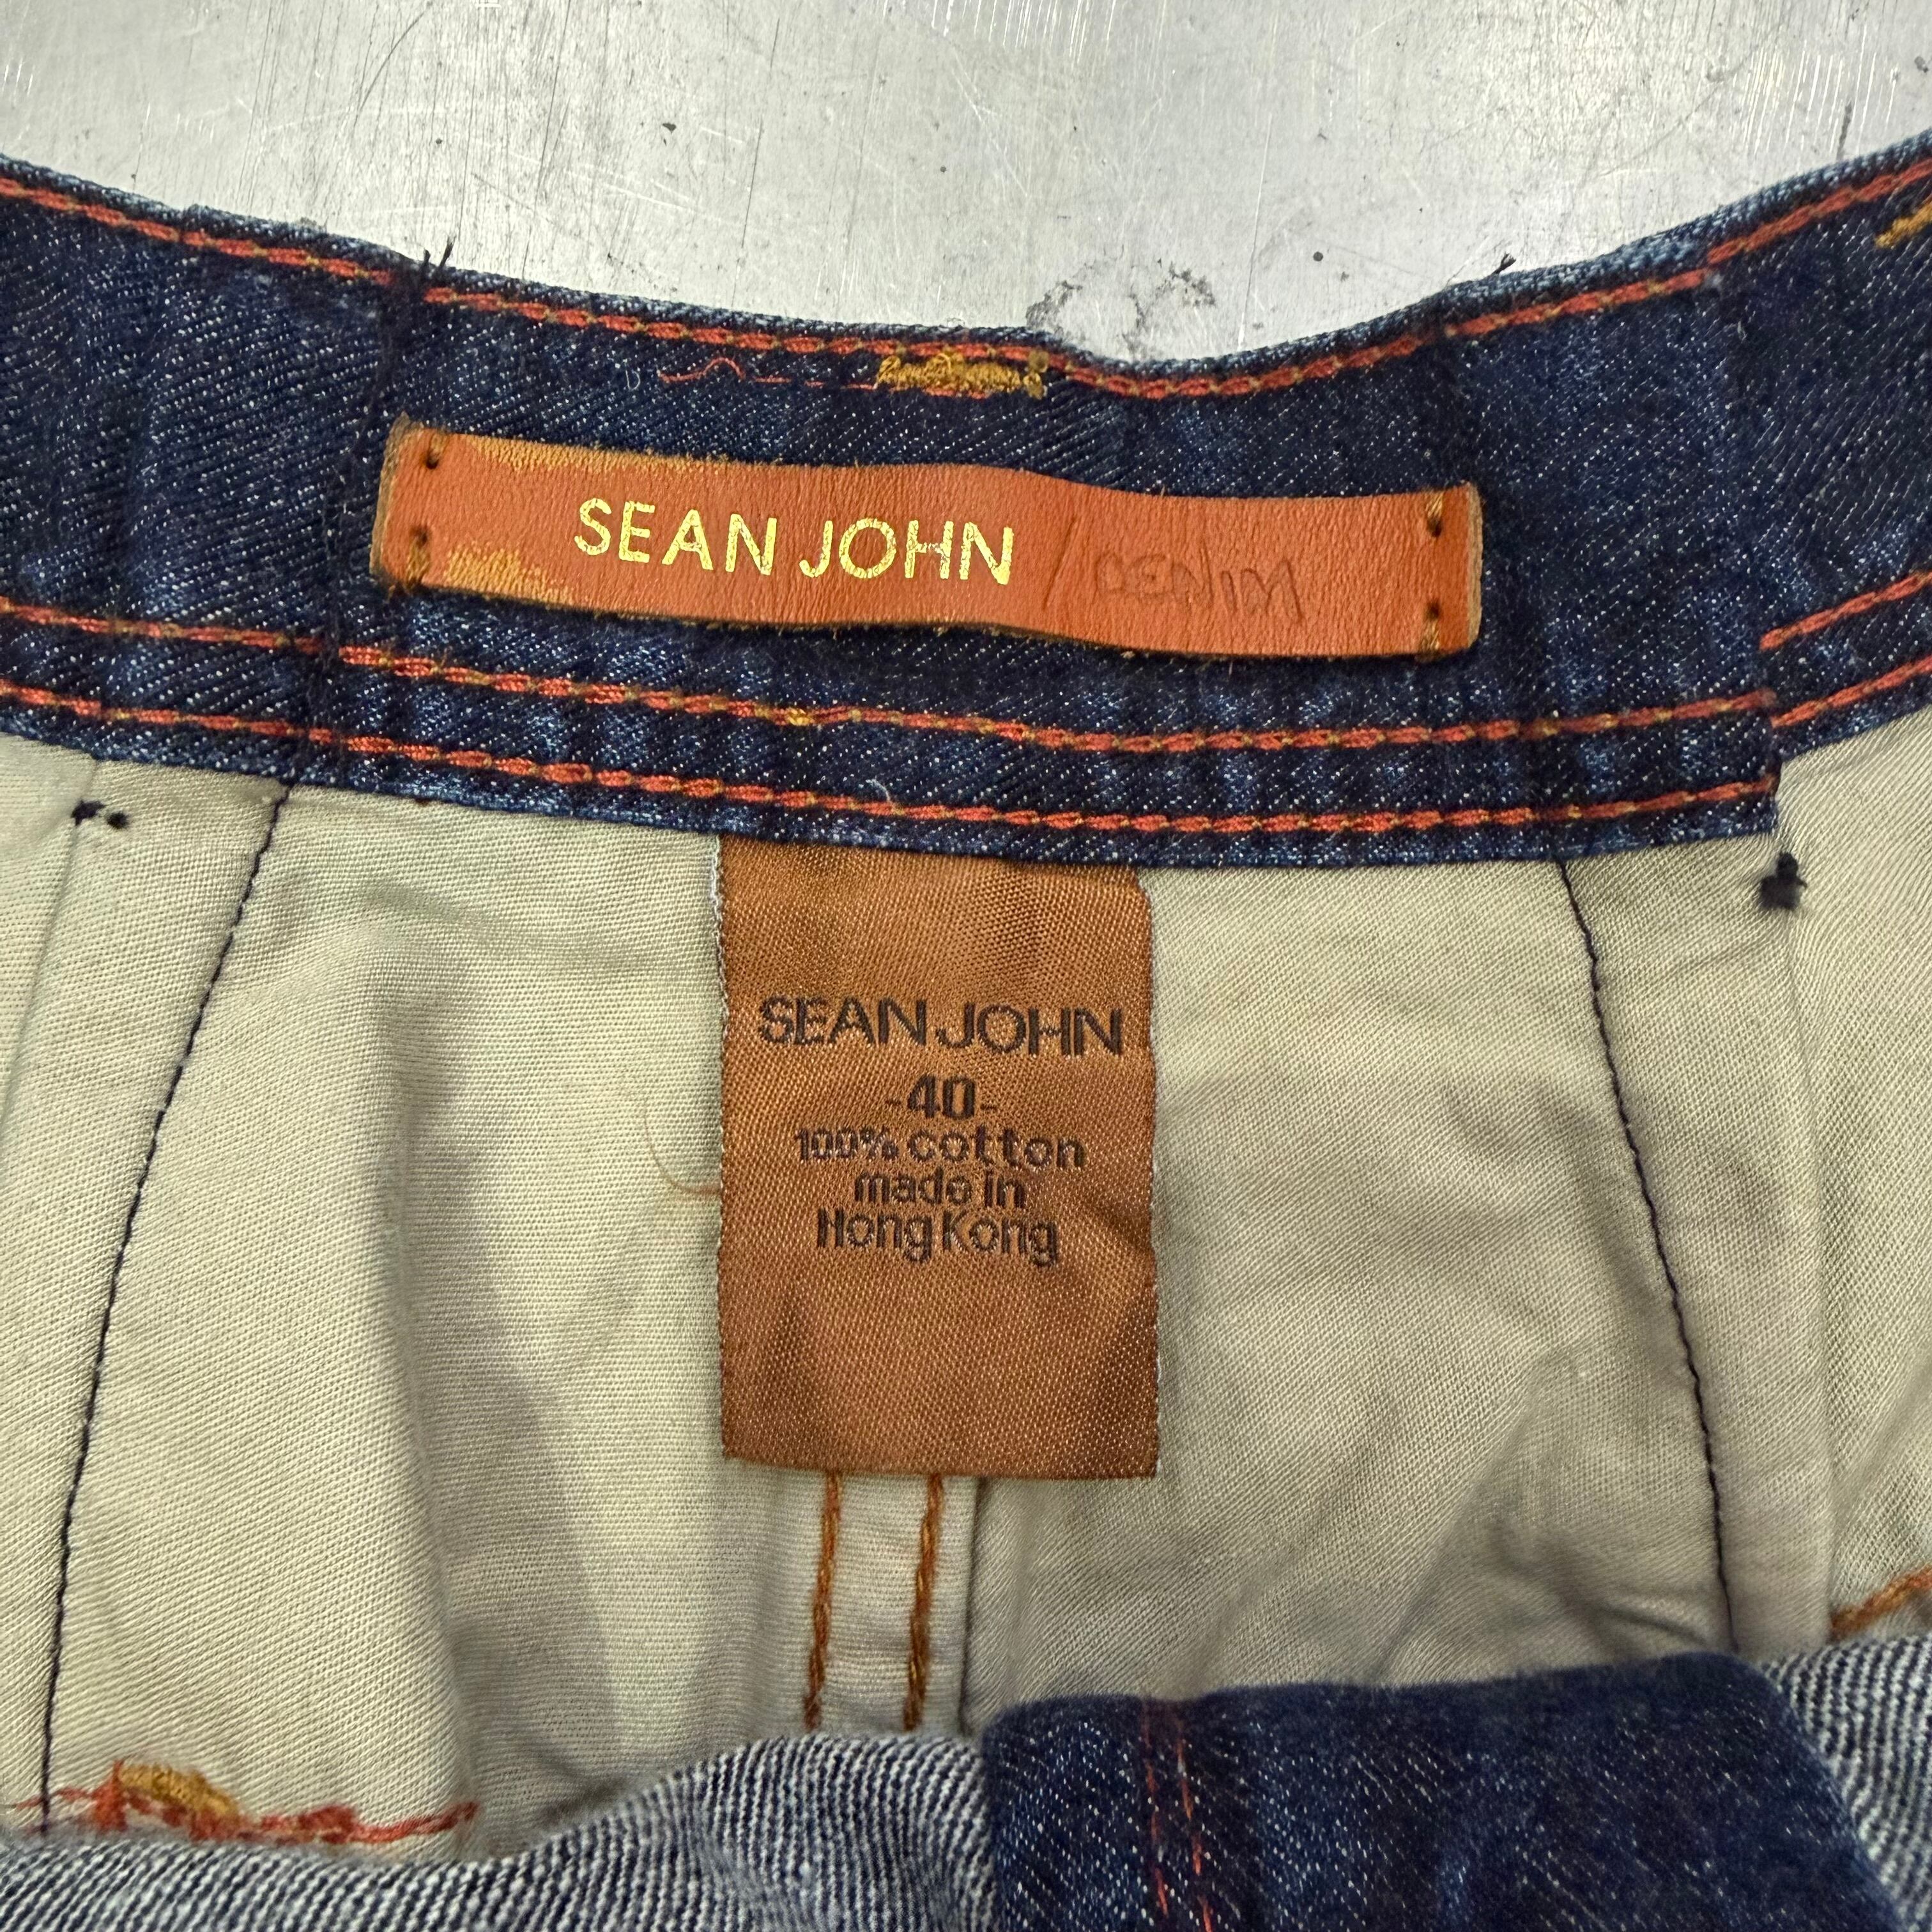 SEAN JOHN / DENIM
SEAN JOHN
-40-
100% cotton
made in
Hong Kong